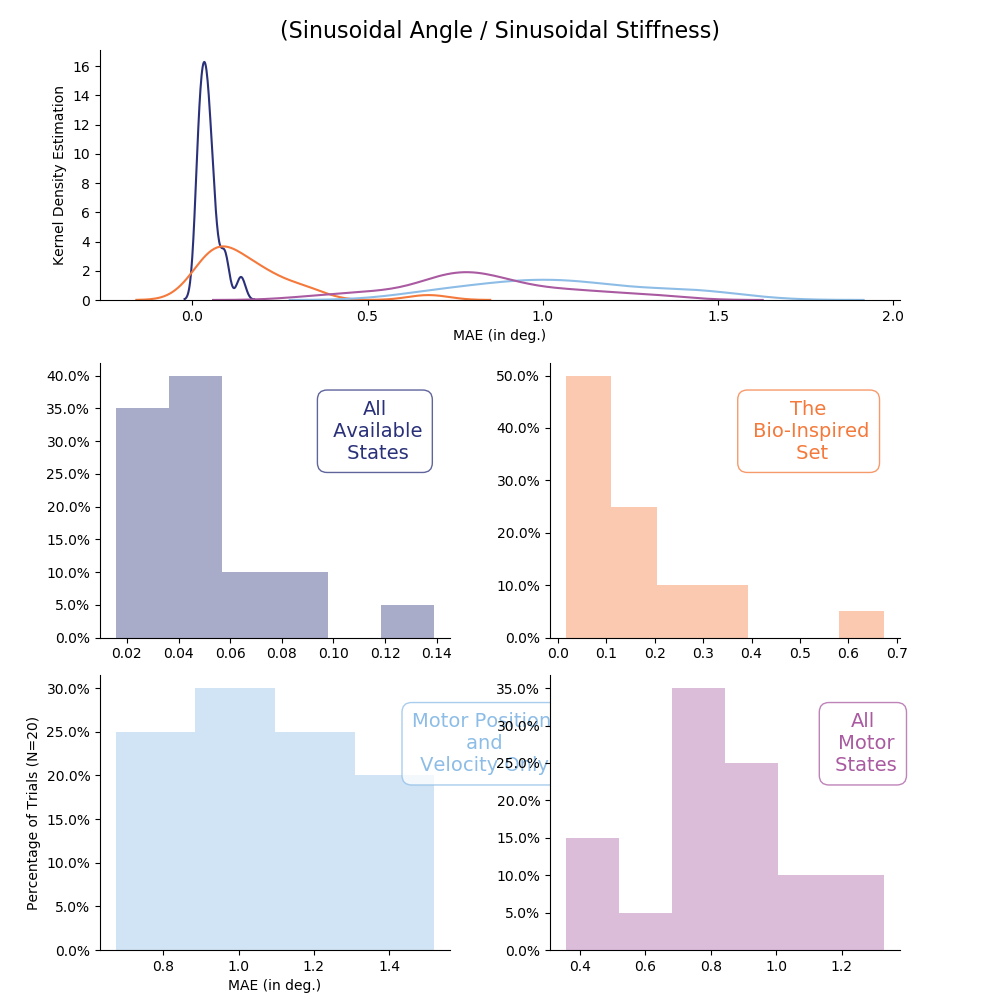 (Sinusoidal Angle / Sinusoidal Stiffness)
Kernel Density Estimation
16
14
12
10
8
6
4
2
0
0.0 0.5 1.0 1.5 2.0
MAE (in deg.)
40.0%
35.0%
30.0%
25.0%
20.0%
15.0%
10.0%
5.0%
0.0%
All
Available
States
0.02 0.04 0.06 0.08 0.10 0.12 0.14
50.0%
40.0%
30.0%
20.0%
10.0%
0.0%
The
Bio-Inspired
Set
0.0 0.1 0.2 0.3 0.4 0.5 0.6 0.7
Percentage of Trials (N=20)
30.0%
25.0%
20.0%
15.0%
10.0%
5.0%
0.0%
Motor Position
and
Velocity Only
0.8 1.0 1.2 1.4
MAE (in deg.)
35.0%
30.0%
25.0%
20.0%
15.0%
10.0%
5.0%
0.0%
All
Motor
States
0.4 0.6 0.8 1.0 1.2